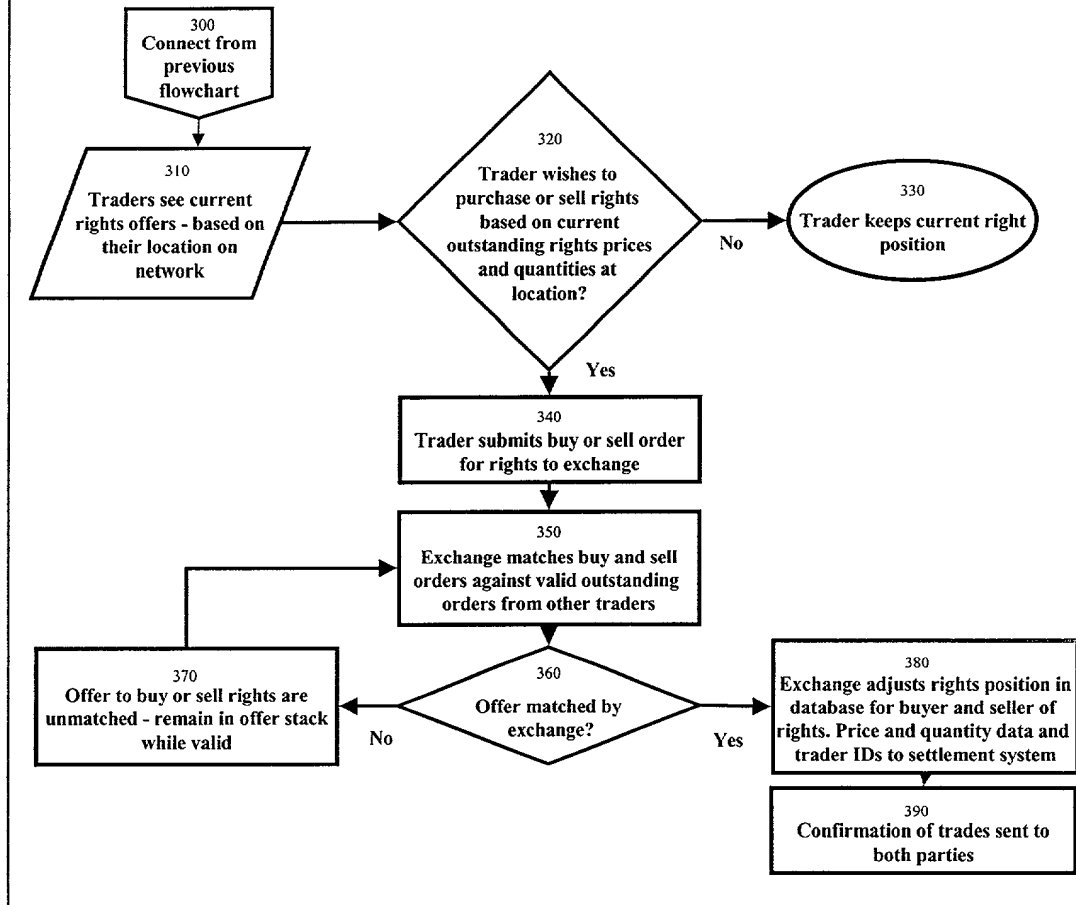 300
Connect from
previous
flowchart
310
Traders see current
rights offers - based on
their location on
network
320
Trader wishes to
purchase or sell rights
based on current
outstanding rights prices
and quantities at
location?
No
330
Trader keeps current right
position
Yes
340
Trader submits buy or sell order
for rights to exchange
350
Exchange matches buy and sell
orders against valid outstanding
orders from other traders
360
Offer matched by
exchange?
No
370
Offer to buy or sell rights are
unmatched - remain in offer stack
while valid
Yes
380
Exchange adjusts rights position in
database for buyer and seller of
rights. Price and quantity data and
trader IDs to settlement system
390
Confirmation of trades sent to
both parties